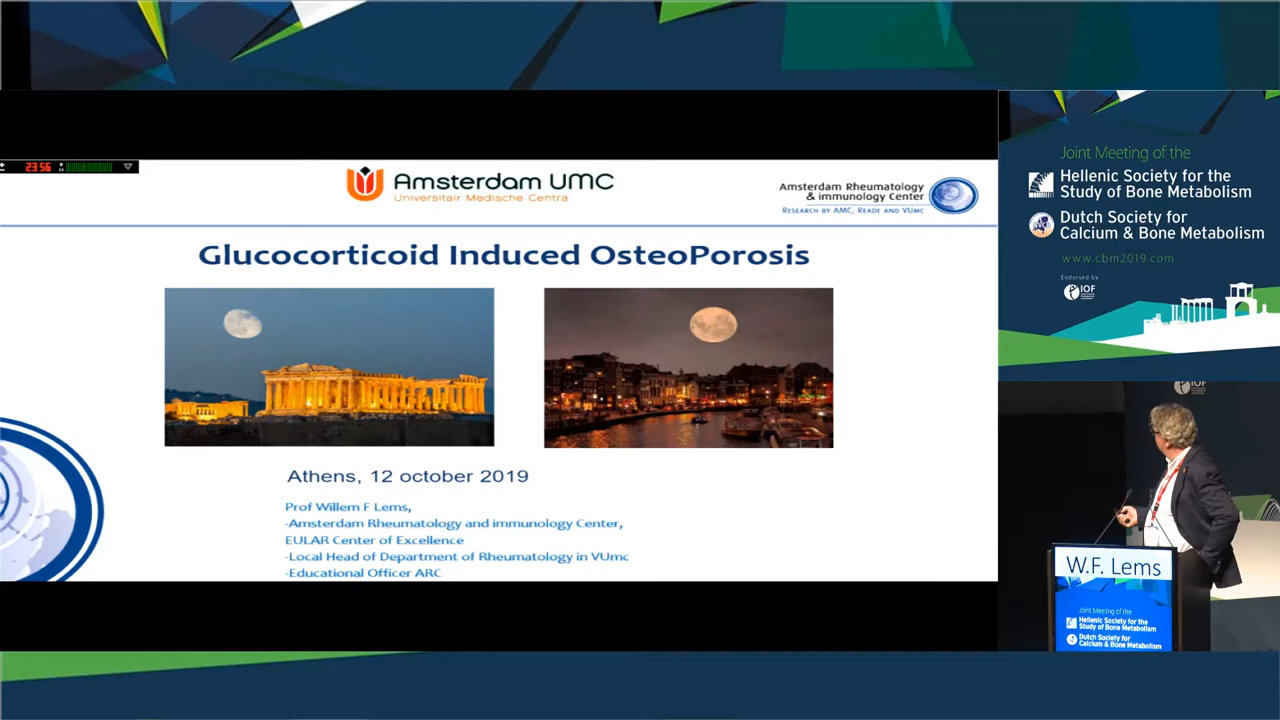 23 56
Amsterdam UMC
Universitair Medische Centra
Amsterdam Rheumatology
& immunology Center
Research by AMC, Reade and VUmc
Glucocorticoid Induced OsteoPorosis
Athens, 12 october 2019
Prof Willem F Lems,
-Amsterdam Rheumatology and immunology Center,
EULAR Center of Excellence
-Local Head of Department of Rheumatology in VUmc
-Educational Officer ARC
Joint Meeting of the
Hellenic Society for the
Study of Bone Metabolism
Dutch Society for
Calcium & Bone Metabolism
www.cbm2019.com
Endorsed by
IOF
IOF
W.F. Lems
Joint Meeting of the
Hellenic Society for the
Study of Bone Metabolism
Dutch Society for
Calcium & Bone Metabolism